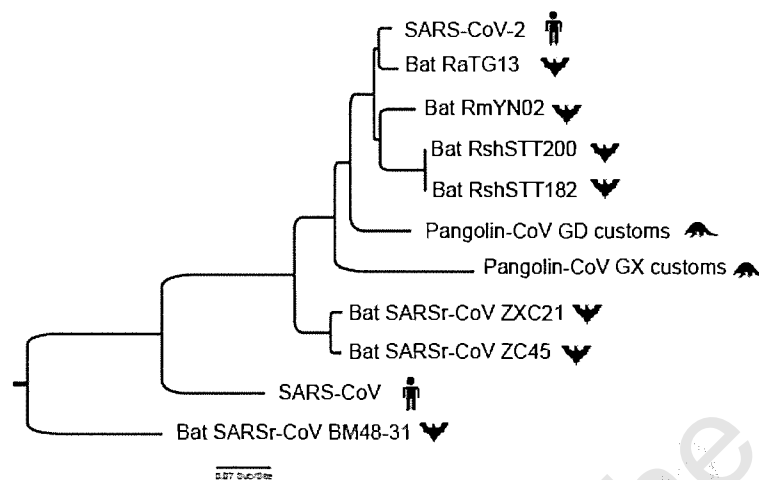 SARS-CoV-2
Bat RaTG13
Bat RmYN02
Bat RshSTT200
Bat RshSTT182
Pangolin-CoV GD customs
Pangolin-CoV GX customs
Bat SARSr-CoV ZXC21
Bat SARSr-CoV ZC45
SARS-CoV
Bat SARSr-CoV BM48-31